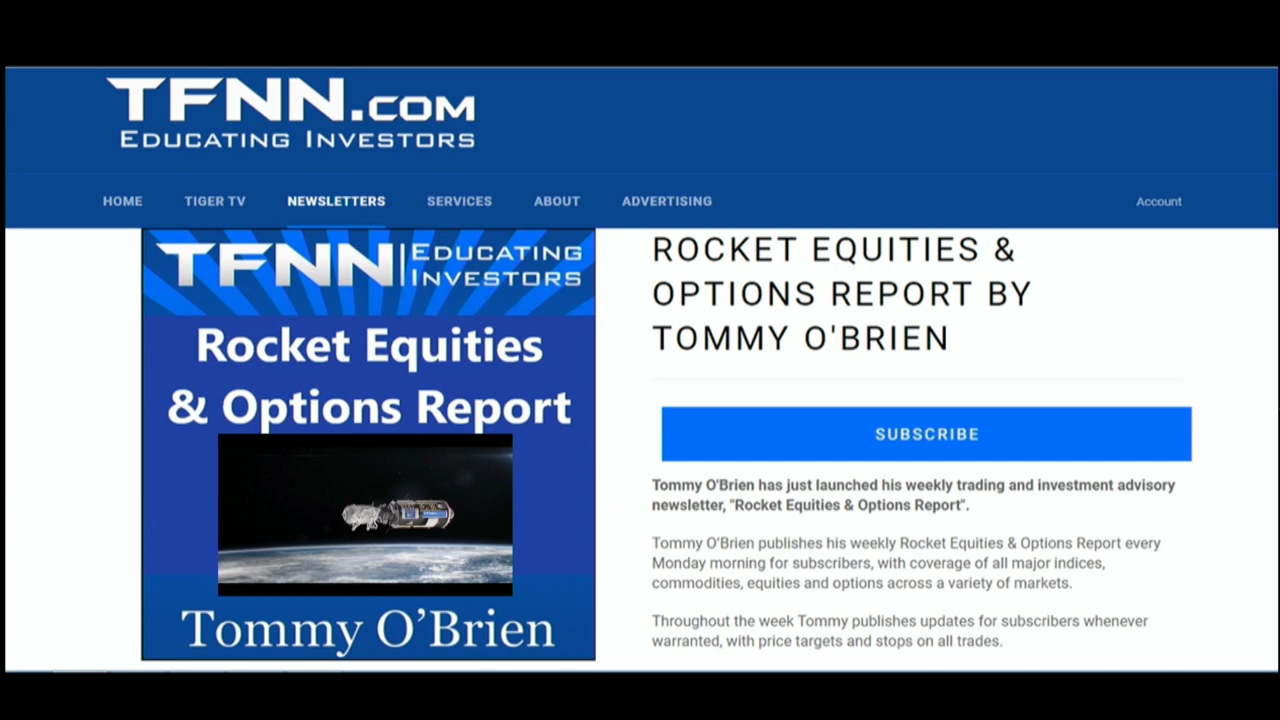 TFNN.COM
EDUCATING INVESTORS
HOME TIGER TV NEWSLETTERS SERVICES ABOUT ADVERTISING Account
TFNN | EDUCATING
INVESTORS
Rocket Equities
& Options Report
TFNN
Tommy O’Brien
ROCKET EQUITIES &
OPTIONS REPORT BY
TOMMY O'BRIEN
SUBSCRIBE
Tommy O'Brien has just launched his weekly trading and investment advisory
newsletter, "Rocket Equities & Options Report".
Tommy O’Brien publishes his weekly Rocket Equities & Options Report every
Monday morning for subscribers, with coverage of all major indices,
commodities, equities and options across a variety of markets.
Throughout the week Tommy publishes updates for subscribers whenever
warranted, with price targets and stops on all trades.